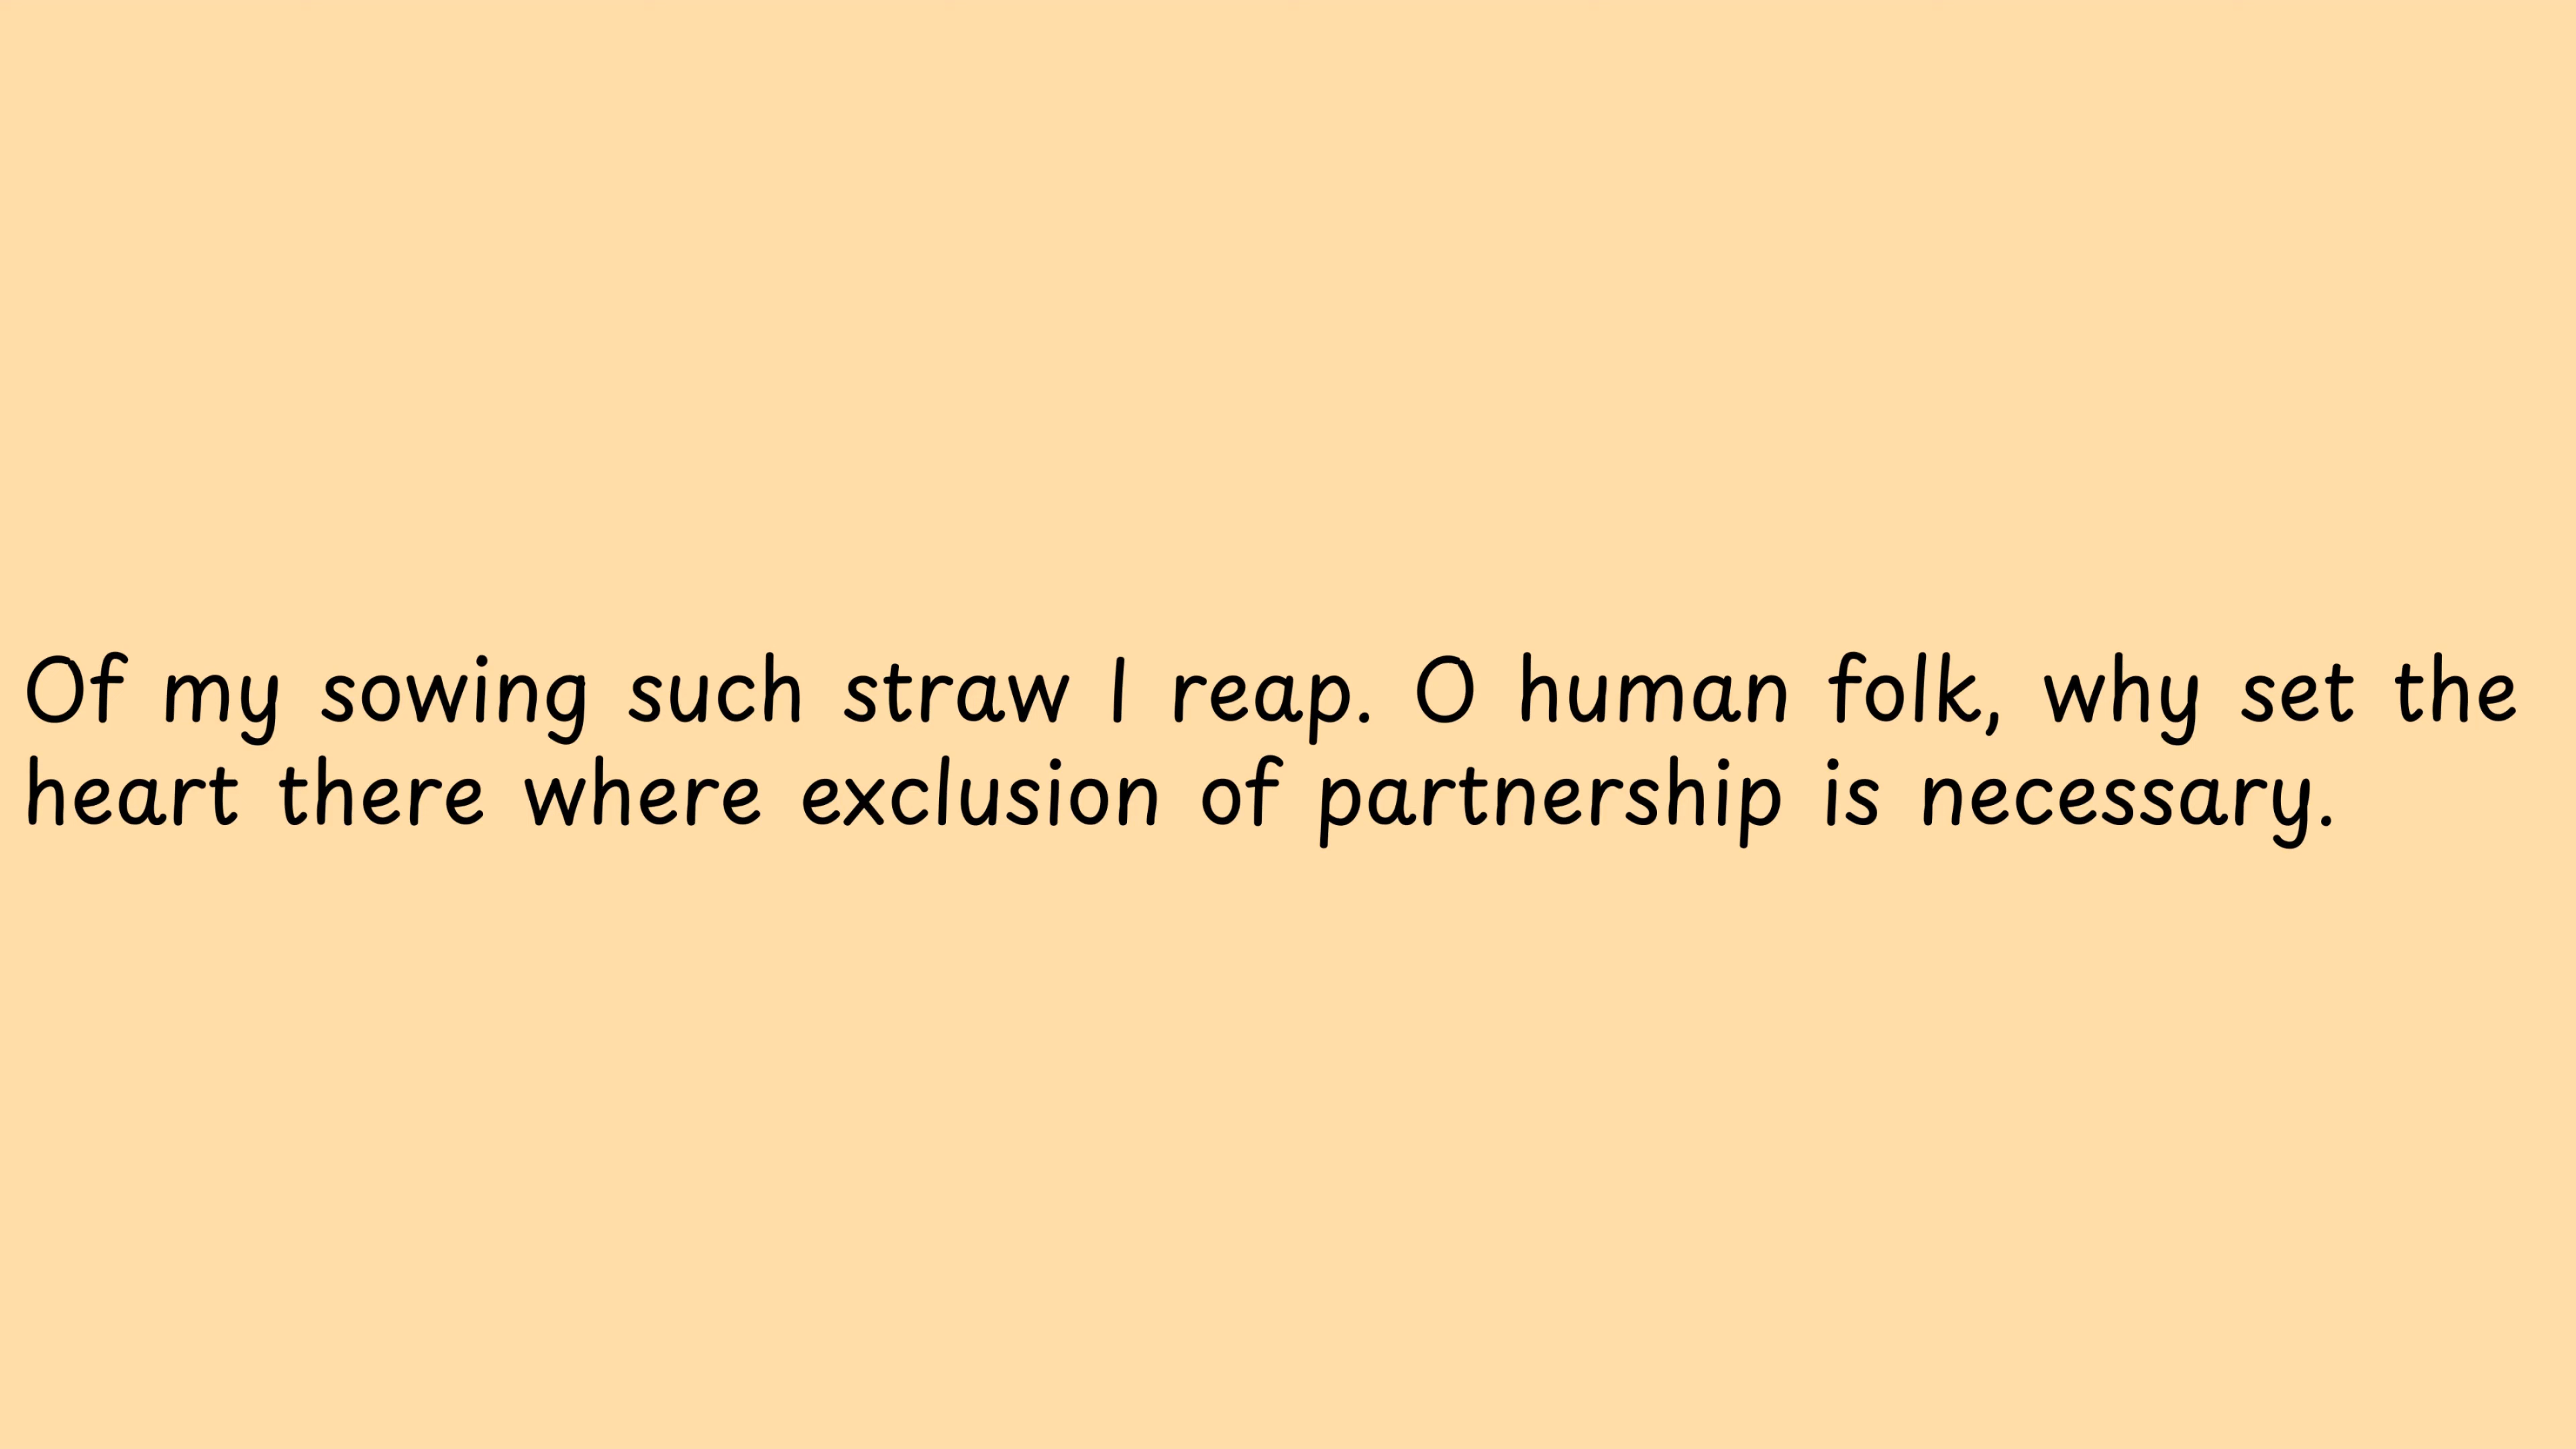 Of my sowing such straw I reap. O human folk, why set the
heart there where exclusion of partnership is necessary.